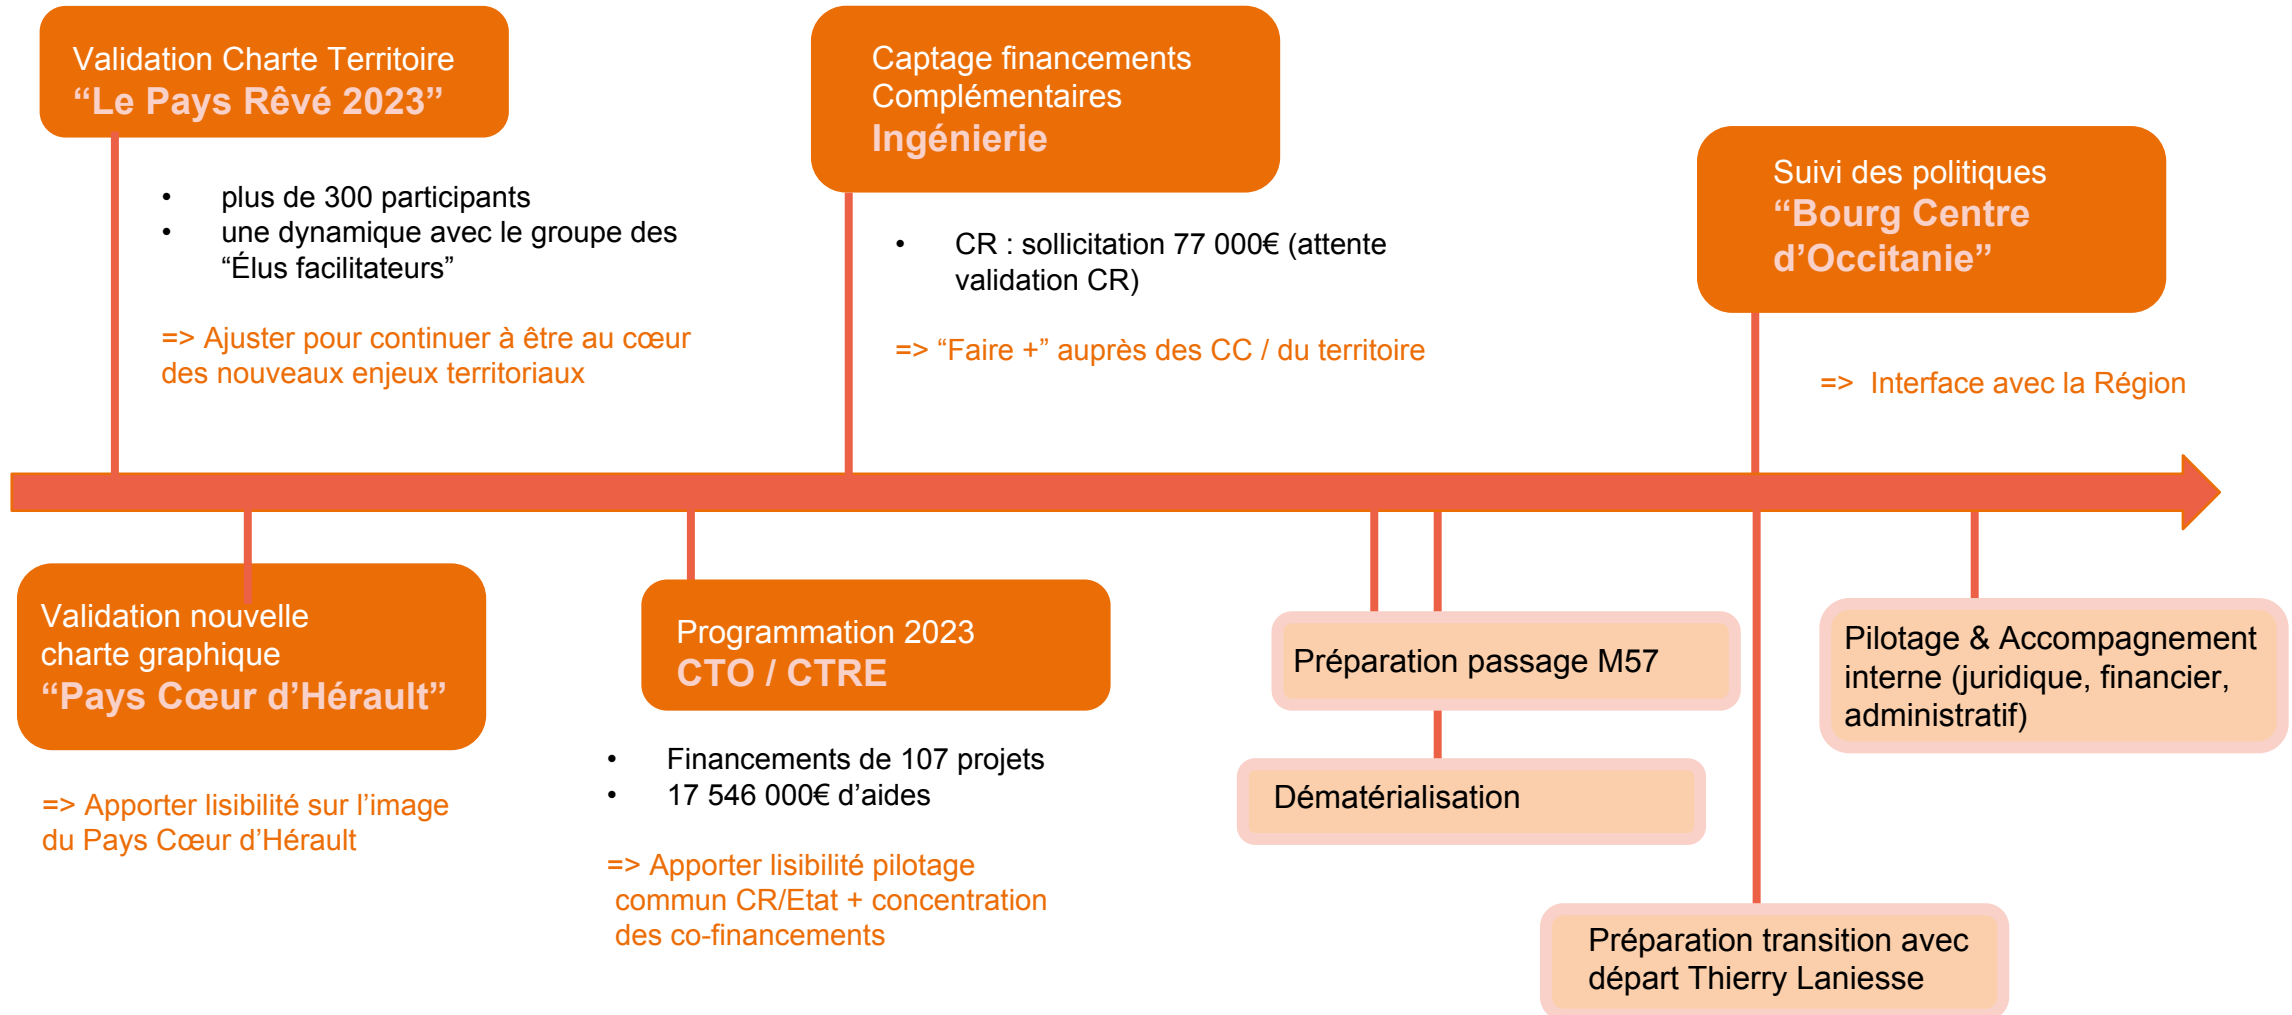 Validation Charte Territoire
“Le Pays Rêvé 2023”
• plus de 300 participants
• une dynamique avec le groupe des
“Élus facilitateurs”
=> Ajuster pour continuer à être au cœur
des nouveaux enjeux territoriaux
Captage financements
Complémentaires
Ingénierie
• CR : sollicitation 77 000€ (attente
validation CR)
=> “Faire +” auprès des CC / du territoire
Suivi des politiques
“Bourg Centre
d’Occitanie”
=> Interface avec la Région
Validation nouvelle
charte graphique
“Pays Cœur d’Hérault”
=> Apporter lisibilité sur l’image
du Pays Cœur d’Hérault
Programmation 2023
CTO / CTRE
• Financements de 107 projets
• 17 546 000€ d’aides
=> Apporter lisibilité pilotage
commun CR/Etat + concentration
des co-financements
Préparation passage M57
Dématérialisation
Préparation transition avec
départ Thierry Laniesse
Pilotage & Accompagnement
interne (juridique, financier,
administratif)